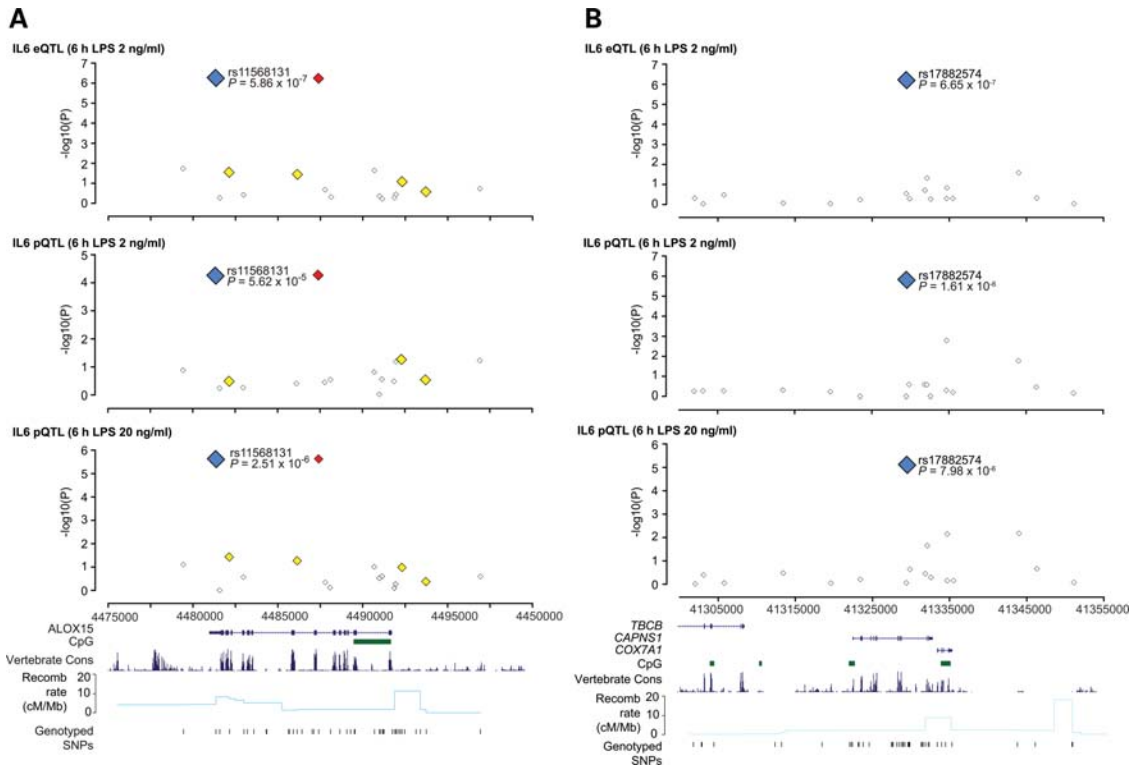 A
IL6 eQTL (6 h LPS 2 ng/ml)
7
6
5
4
3
2
1
0
-log10(P)
rs11568131
P = 5.86 x 10-7
IL6 pQTL (6 h LPS 2 ng/ml)
5
4
3
2
1
0
-log10(P)
rs11568131
P = 5.62 x 10-5
IL6 pQTL (6 h LPS 20 ng/ml)
6
5
4
3
2
1
0
-log10(P)
rs11568131
P = 2.51 x 10-6
4475000 4480000 4485000 4490000 4495000 4450000
ALOX15
CpG
Vertebrate Cons
Recomb
rate
(cM/Mb)
20
10
0
Genotyped
SNPs
B
IL6 eQTL (6 h LPS 2 ng/ml)
7
6
5
4
3
2
1
0
-log10(P)
rs17882574
P = 6.65 x 10-7
IL6 pQTL (6 h LPS 2 ng/ml)
7
6
5
4
3
2
1
0
-log10(P)
rs17882574
P = 1.61 x 10-6
IL6 pQTL (6 h LPS 20 ng/ml)
6
5
4
3
2
1
0
-log10(P)
rs17882574
P = 7.98 x 10-6
41305000 41315000 41325000 41335000 41345000 41355000
TBCB
CAPNS1
COX7A1
CpG
Vertebrate Cons
Recomb
rate
(cM/Mb)
20
10
0
Genotyped
SNPs